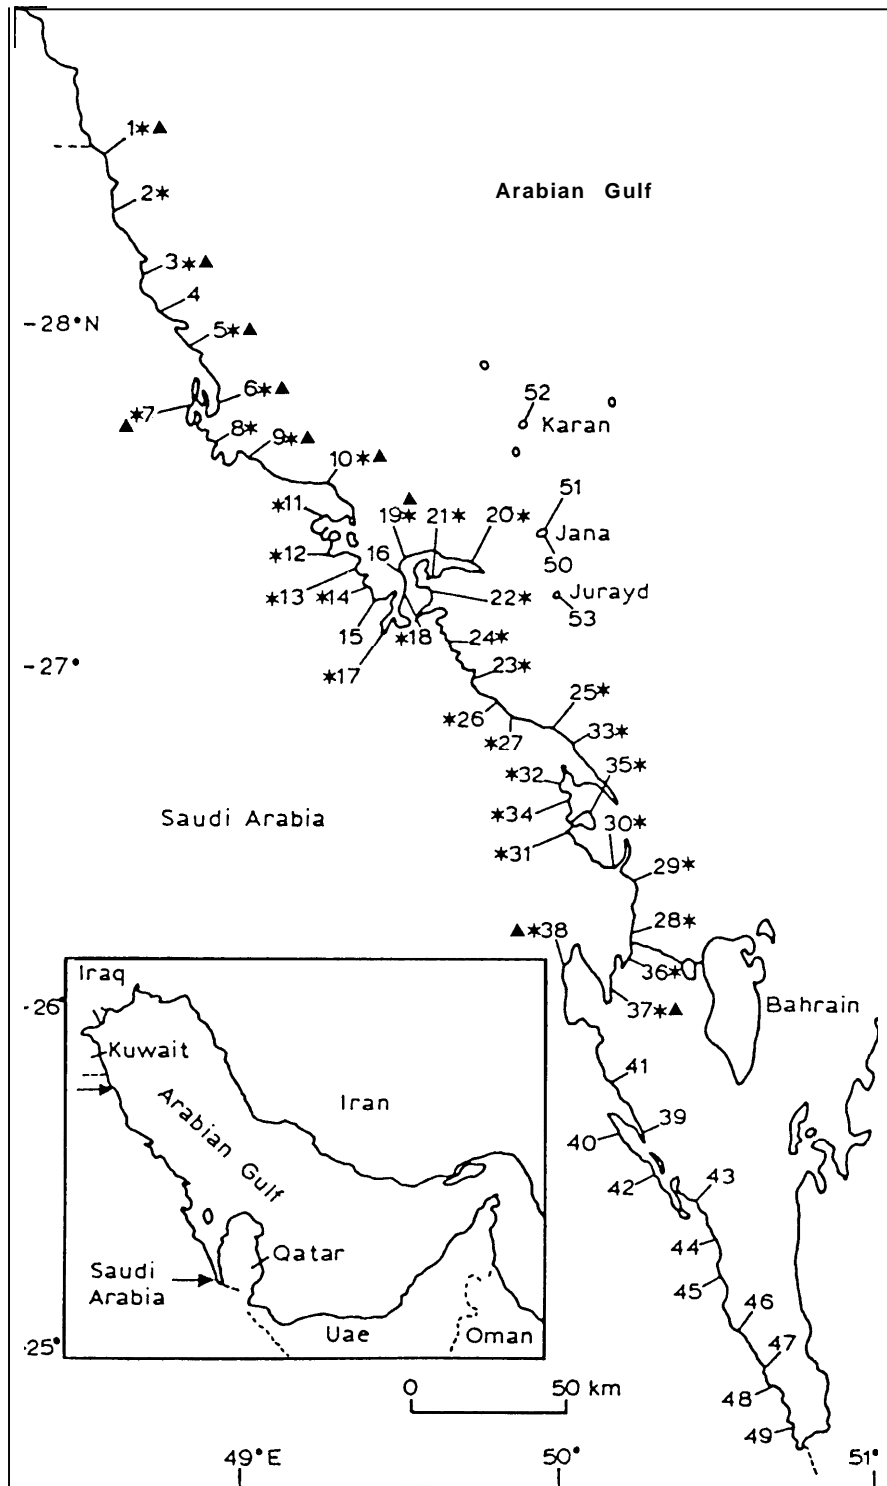 1✶▲
Arabian Gulf
2✶
3✶▲
4
-28°N
5✶▲
6✶▲
52
✶7
▲
Karan
8✶
9✶▲
10✶▲
51
✶11
▲
19✶ 21✶ 20✶
Jana
✶12
16
50
✶13 ✶14
22✶
Jurayd
15
✶18
53
24✶
-27°
✶17
23✶
25✶
✶26
✶27
33✶
✶32
35✶
Saudi Arabia
✶34
30✶
✶31
29✶
28✶
▲✶38
Iraq
36✶
-26°
37✶▲
Bahrain
Kuwait
41
Iran
Arabian Gulf
40
39
42
43
Qatar
44
Saudi
Arabia
45
46
Uae
Oman
47
25°
0 50 km
48
49
49°E 50° 51°